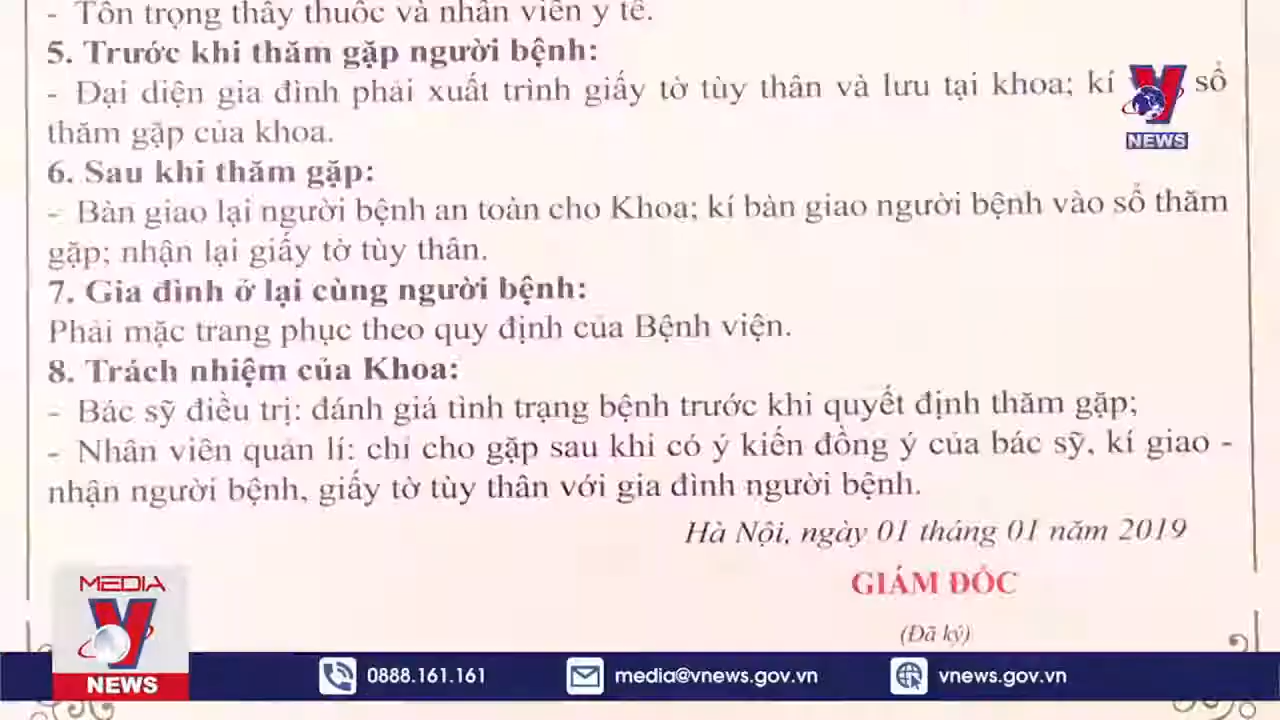 - Tôn trọng thầy thuốc và nhân viên y tế.
5. Trước khi thăm gặp người bệnh:
- Đại diện gia đình phải xuất trình giấy tờ tùy thân và lưu tại khoa; kí sổ
thăm gặp của khoa.
6. Sau khi thăm gặp:
- Bàn giao lại người bệnh an toàn cho Khoa; kí bàn giao người bệnh vào sổ thăm
gặp; nhận lại giấy tờ tùy thân.
7. Gia đình ở lại cùng người bệnh:
Phải mặc trang phục theo quy định của Bệnh viện.
8. Trách nhiệm của Khoa:
- Bác sỹ điều trị: đánh giá tình trạng bệnh trước khi quyết định thăm gặp;
- Nhân viên quản lí: chỉ cho gặp sau khi có ý kiến đồng ý của bác sỹ, kí giao -
nhận người bệnh, giấy tờ tùy thân với gia đình người bệnh.
Hà Nội, ngày 01 tháng 01 năm 2019
GIÁM ĐỐC
(Đã ký)
V NEWS
MEDIA
V NEWS
0888.161.161
media@vnews.gov.vn
vnews.gov.vn